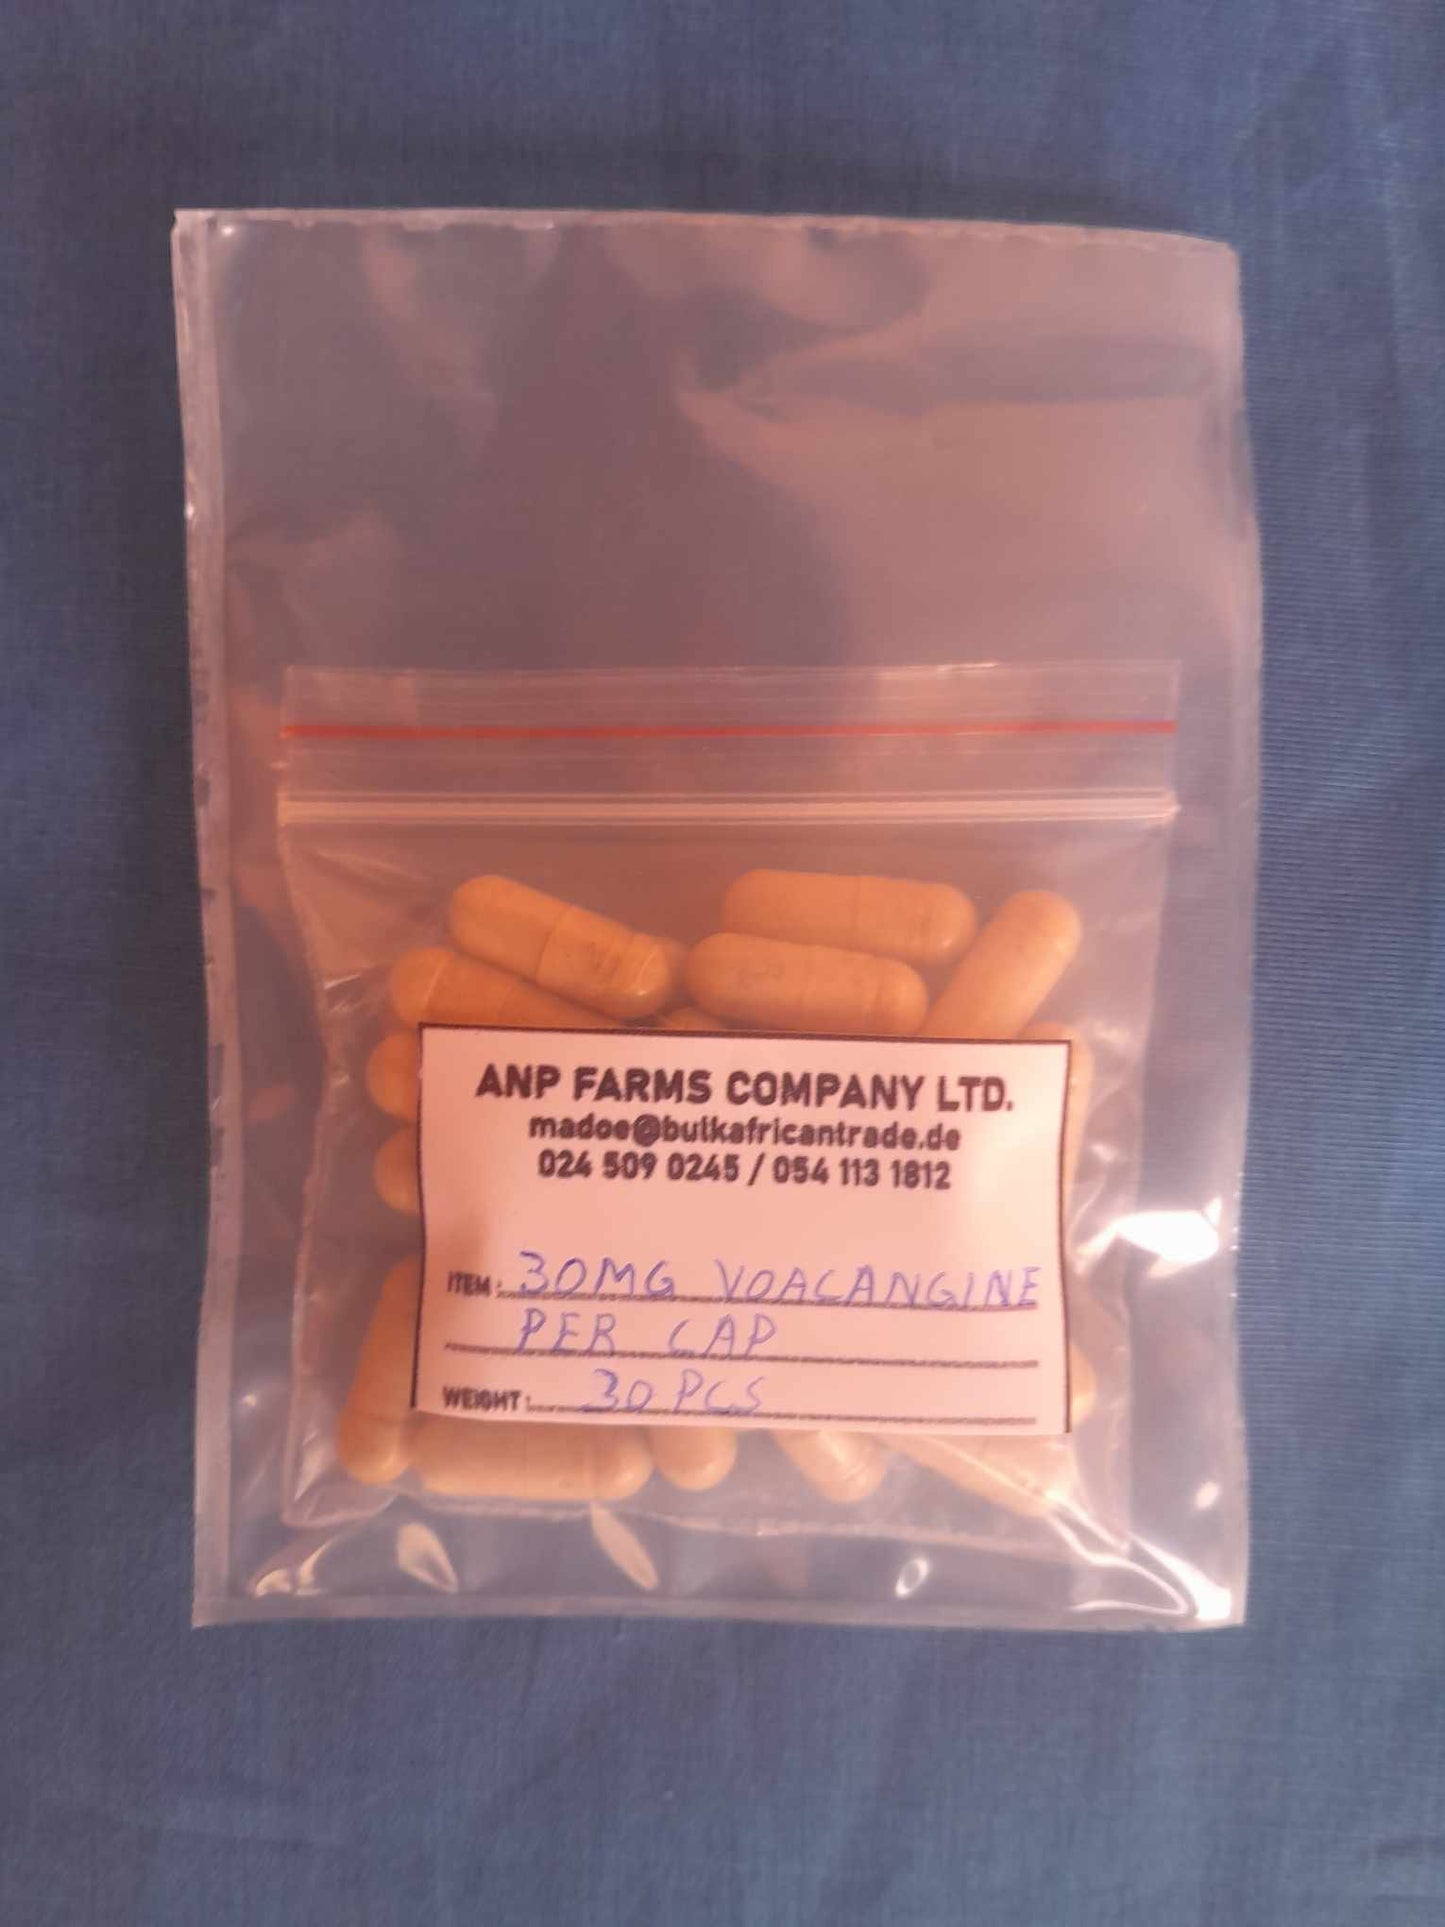 ANP FARMS COMPANY LTD.
madoe@bulkafricantrade.de
024 509 0245 / 054 113 1812
ITEM: 30MG VOACANGINE
PER CAP
WEIGHT: 30 PCS